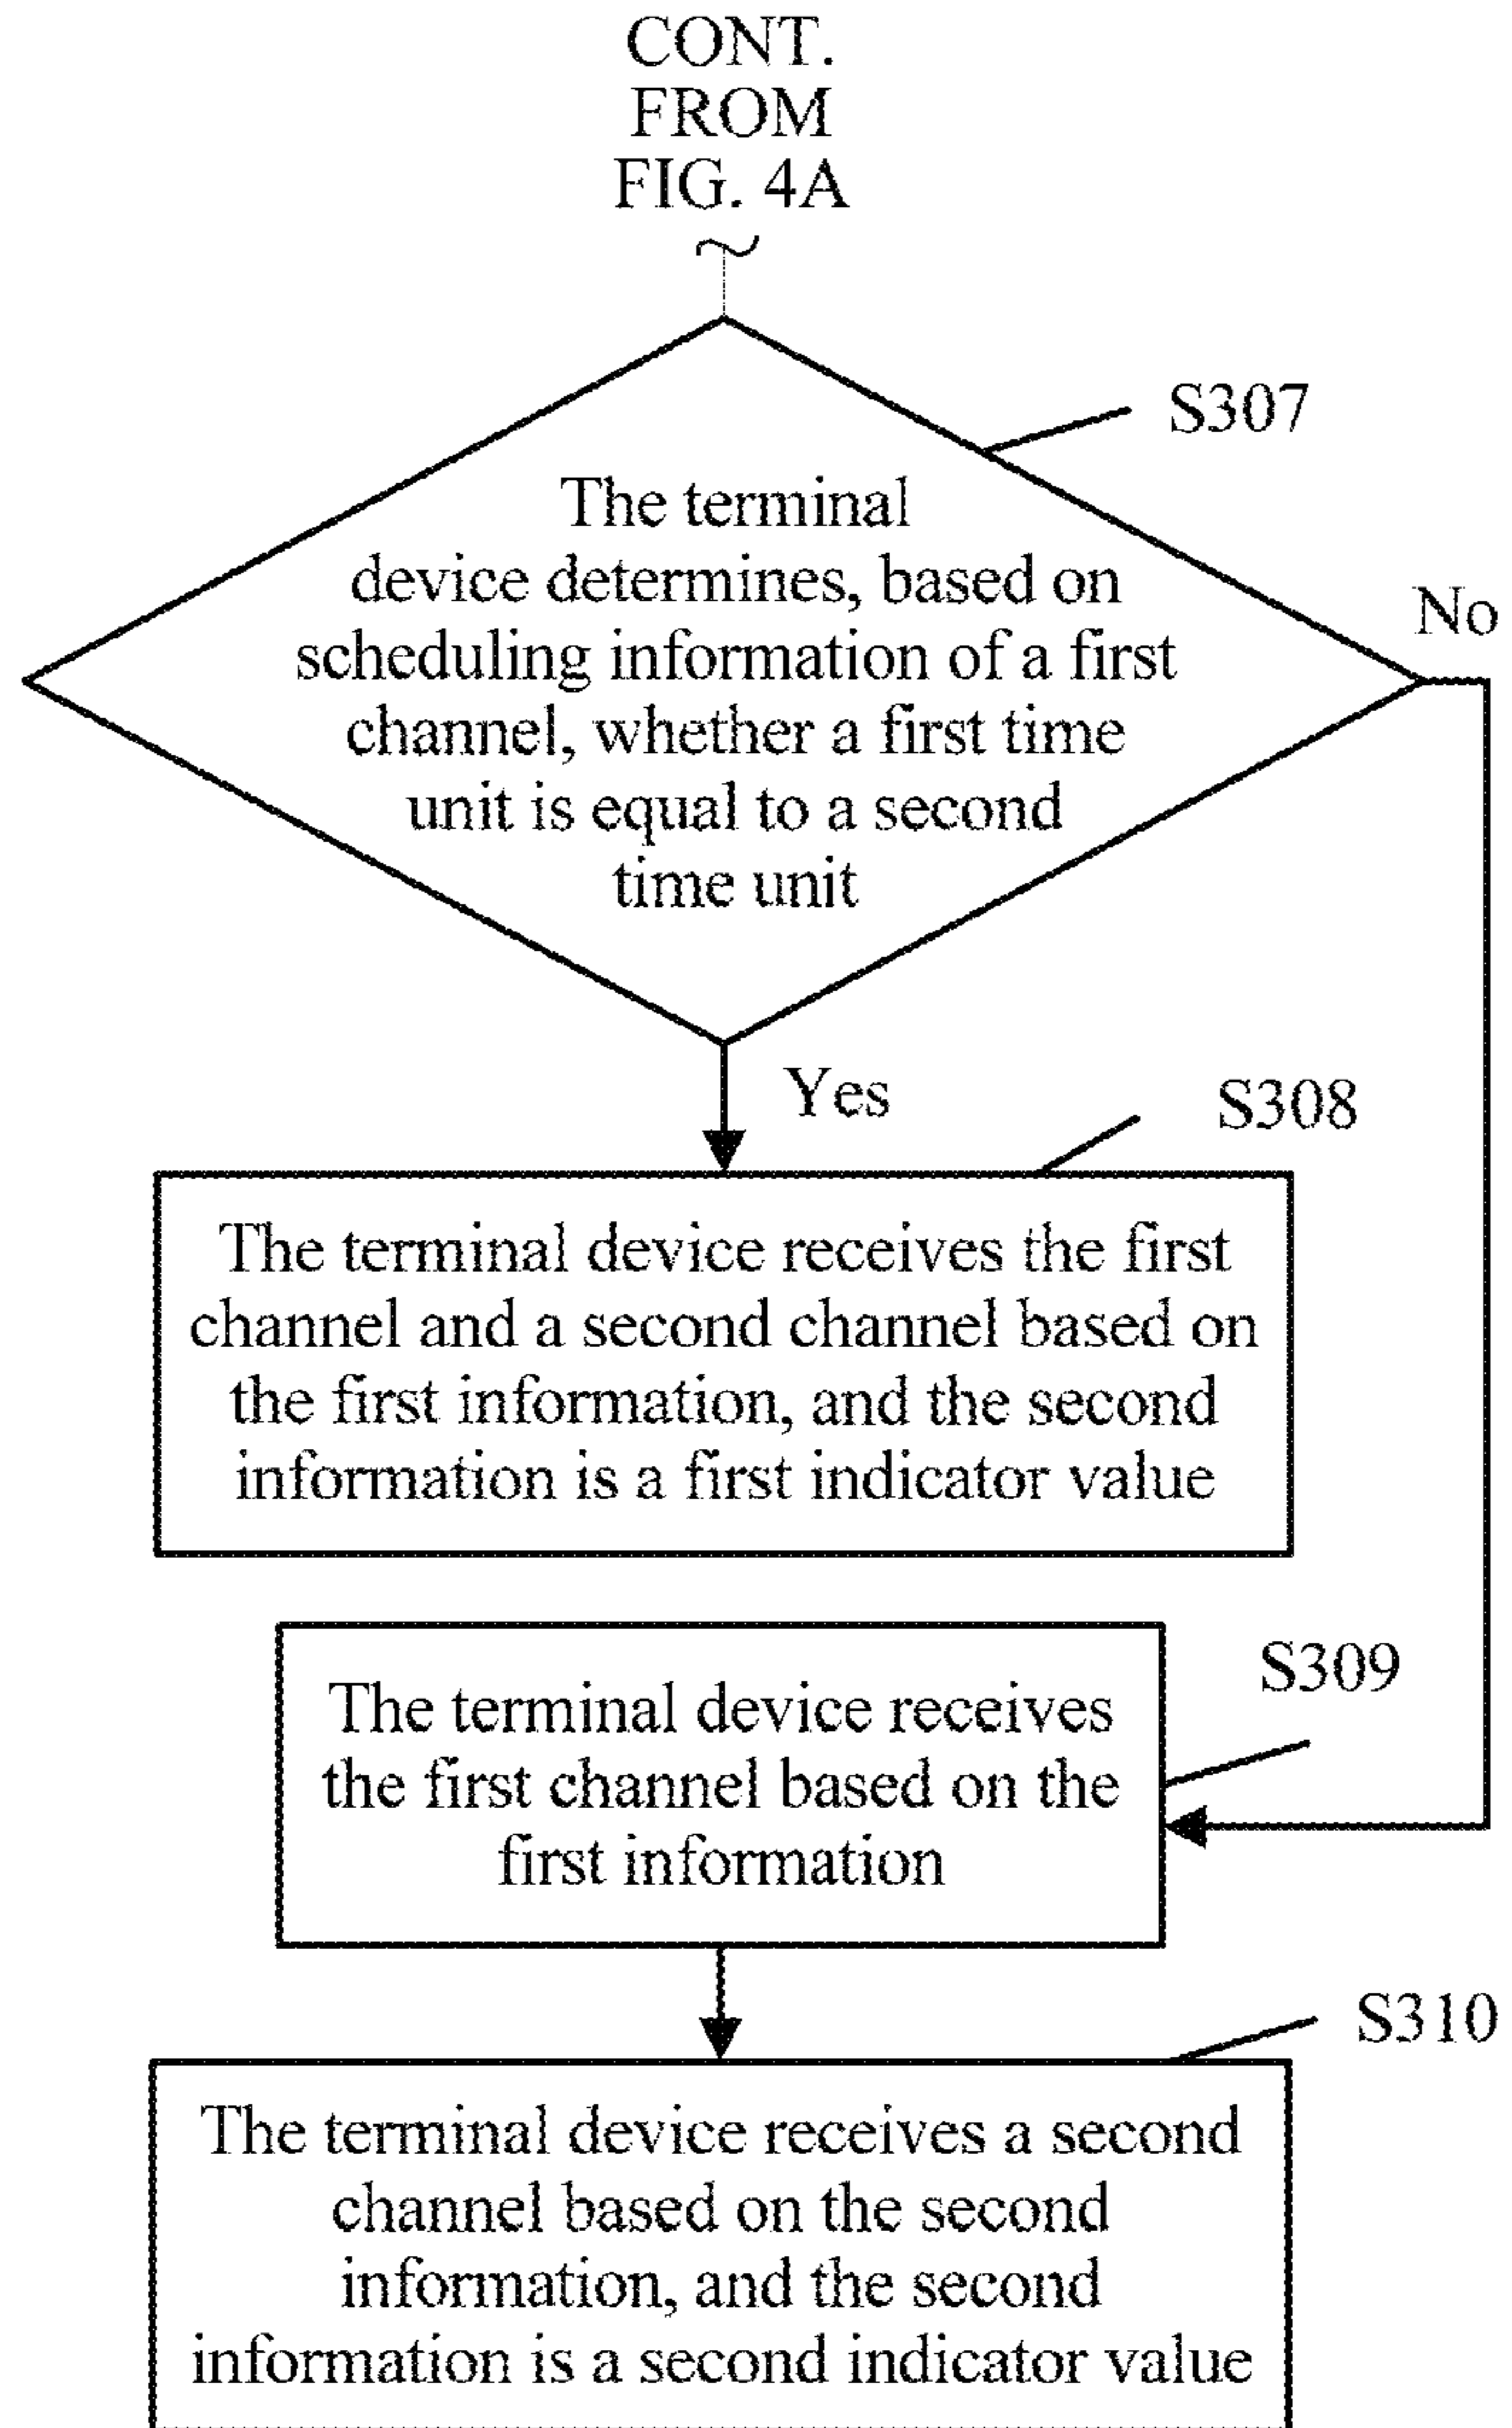 CONT.
FROM
FIG. 4A
S307
The terminal
device determines, based on
scheduling information of a first
channel, whether a first time
unit is equal to a second
time unit
No
Yes
S308
The terminal device receives the first
channel and a second channel based on
the first information, and the second
information is a first indicator value
S309
The terminal device receives
the first channel based on the
first information
S310
The terminal device receives a second
channel based on the second
information, and the second
information is a second indicator value